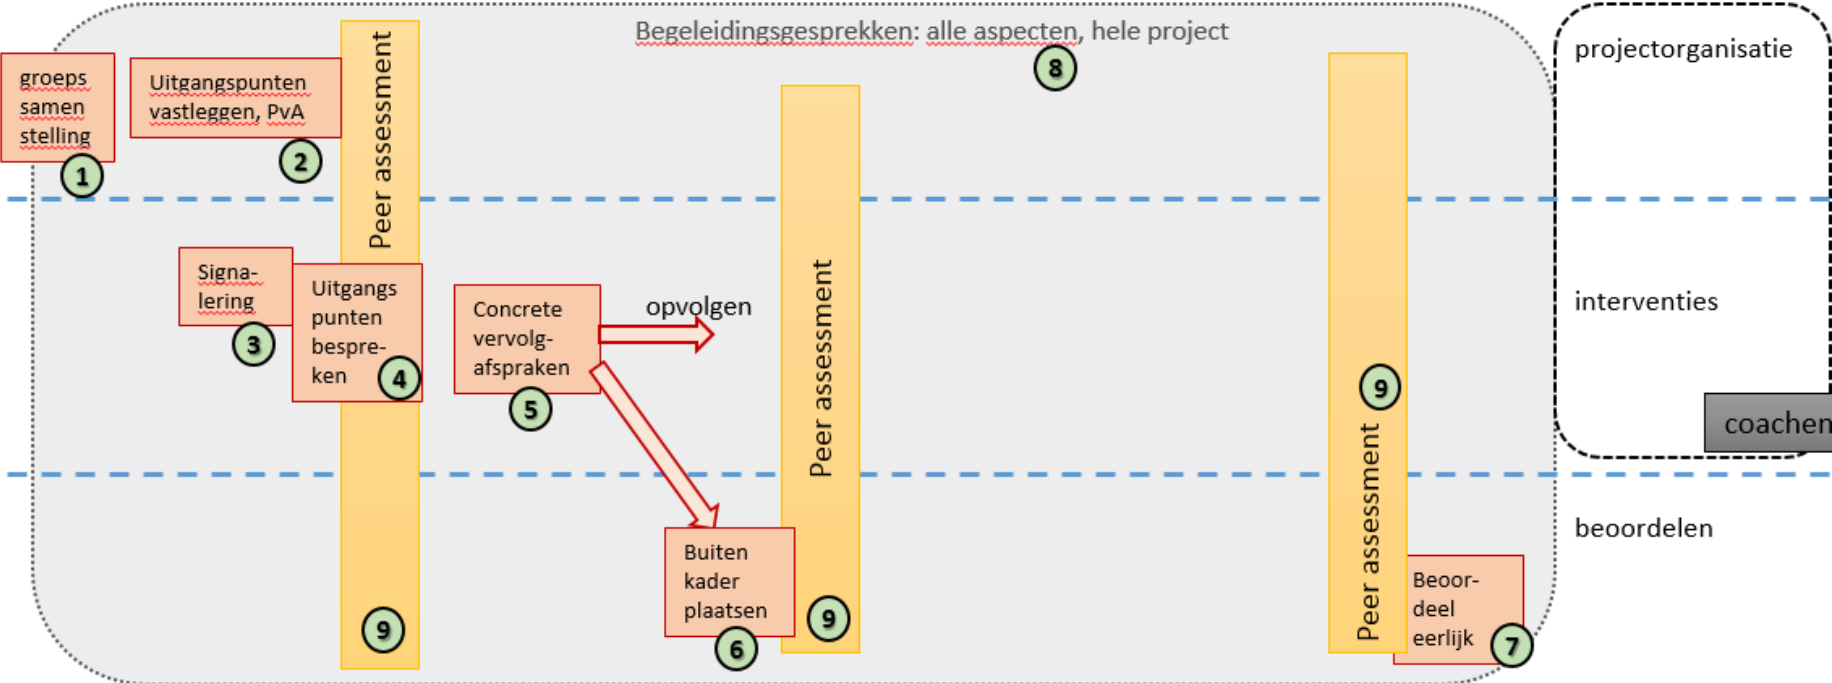 Begeleidingsgesprekken: alle aspecten, hele project
8
projectorganisatie
groeps
samen
stelling
1
Uitgangspunten
vastleggen, PvA
2
Peer assessment
Signa-
lering
3
Uitgangs
punten
bespre-
ken
4
Concrete
vervolg-
afspraken
5
opvolgen
Peer assessment
9
Peer assessment
interventies
coachen
beoordelen
Buiten
kader
plaatsen
6
9
9
Beoor-
deel
eerlijk
7